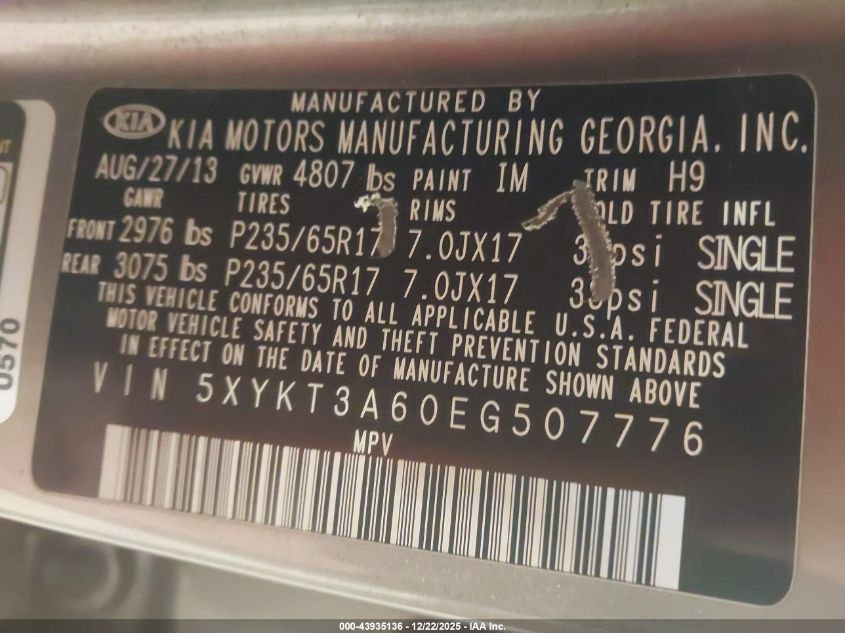 MANUFACTURED BY
KIA KIA MOTORS MANUFACTURING GEORGIA, INC.
AUG/27/13 GVWR 4807 lbs PAINT IM TRIM H9
GAWR TIRES RIMS OLD TIRE INFL
FRONT 2976 lbs P235/65R17 7.0JX17 psi SINGLE
REAR 3075 lbs P235/65R17 7.0JX17 psi SINGLE
THIS VEHICLE CONFORMS TO ALL APPLICABLE U.S.A. FEDERAL
MOTOR VEHICLE SAFETY AND THEFT PREVENTION STANDARDS
IN EFFECT ON THE DATE OF MANUFACTURE SHOWN ABOVE
VIN 5XYKT3A60EG507776
MPV
0570
000-43935136 - 12/22/2025 - IAA Inc.